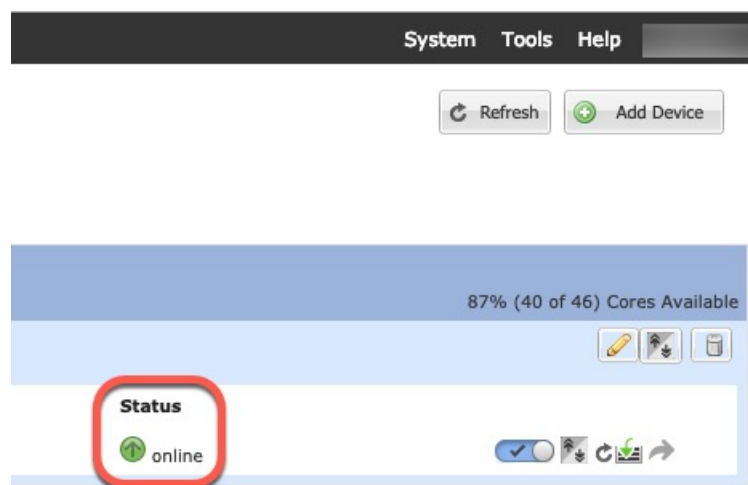 System Tools Help
Refresh Add Device
87% (40 of 46) Cores Available
Status
online